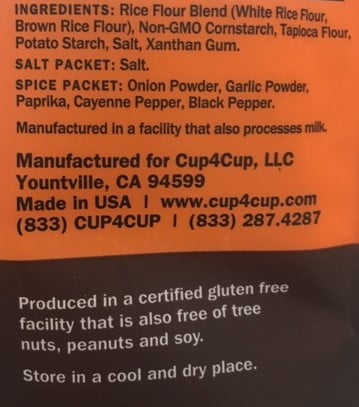 INGREDIENTS: Rice Flour Blend (White Rice Flour,
Brown Rice Flour), Non-GMO Cornstarch, Tapioca Flour,
Potato Starch, Salt, Xanthan Gum.
SALT PACKET: Salt.
SPICE PACKET: Onion Powder, Garlic Powder,
Paprika, Cayenne Pepper, Black Pepper.
Manufactured in a facility that also processes milk.
Manufactured for Cup4Cup, LLC
Yountville, CA 94599
Made in USA | www.cup4cup.com
(833) CUP4CUP | (833) 287.4287
Produced in a certified gluten free
facility that is also free of tree
nuts, peanuts and soy.
Store in a cool and dry place.